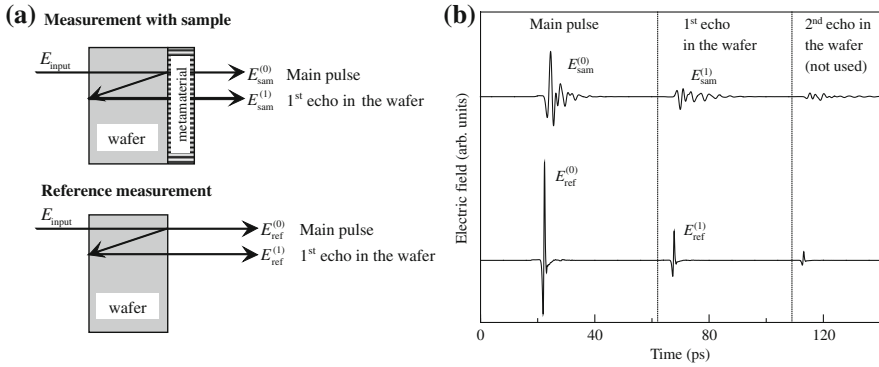 (a)
Measurement with sample
E_input
E_sam^(0) Main pulse
E_sam^(1) 1st echo in the wafer
wafer
metamaterial
Reference measurement
E_input
E_ref^(0) Main pulse
E_ref^(1) 1st echo in the wafer
wafer
(b)
Main pulse
1st echo
in the wafer
2nd echo in
the wafer
(not used)
E_sam^(0)
E_sam^(1)
E_ref^(0)
E_ref^(1)
Electric field (arb. units)
0 40 80 120
Time (ps)